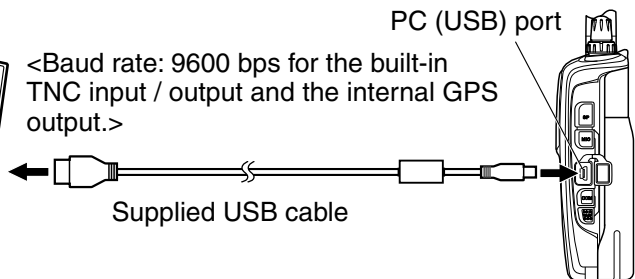 PC (USB) port
<Baud rate: 9600 bps for the built-in
TNC input / output and the internal GPS
output.>
Supplied USB cable